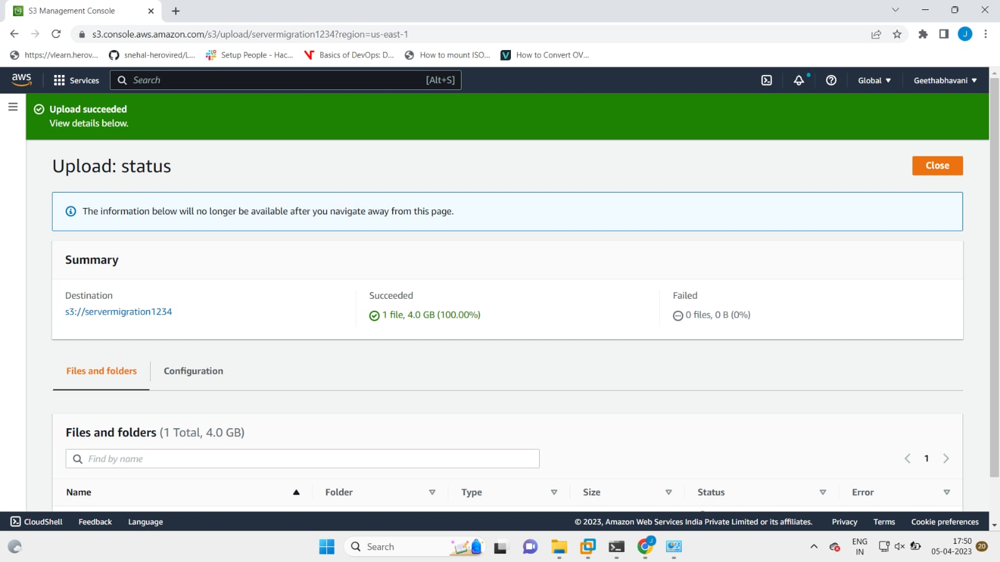 S3 Management Console
s3.console.aws.amazon.com/s3/upload/servermigration1234?region=us-east-1
J
https://vlearn.herov... snehal-herovired/L... Setup People - Hac... Basics of DevOps: D... How to mount ISO... How to Convert OV...
aws Services Search [Alt+S] Global Geethabhavani
Upload succeeded
View details below.
Upload: status
Close
The information below will no longer be available after you navigate away from this page.
Summary
Destination Succeeded Failed
s3://servermigration1234 1 file, 4.0 GB (100.00%) 0 files, 0 B (0%)
Files and folders Configuration
Files and folders (1 Total, 4.0 GB)
Find by name
1
Name Folder Type Size Status Error
CloudShell Feedback Language © 2023, Amazon Web Services India Private Limited or its affiliates. Privacy Terms Cookie preferences
Search
J
ENG
IN
17:50
05-04-2023
20